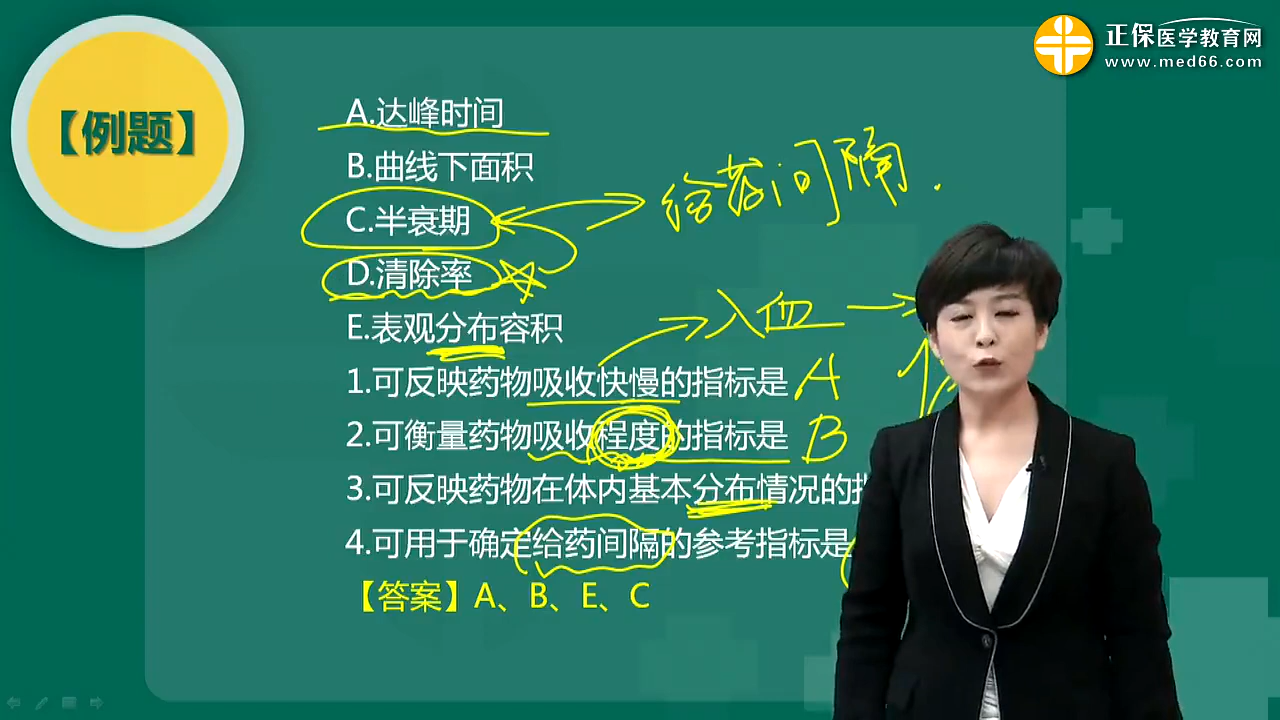 正保医学教育网
www.med66.com
【例题】
A.达峰时间
B.曲线下面积
C.半衰期
给药间隔.
D.清除率
E.表观分布容积
入血
1.可反映药物吸收快慢的指标是 A
2.可衡量药物吸收程度的指标是 B
3.可反映药物在体内基本分布情况的
4.可用于确定给药间隔的参考指标是
【答案】A、B、E、C